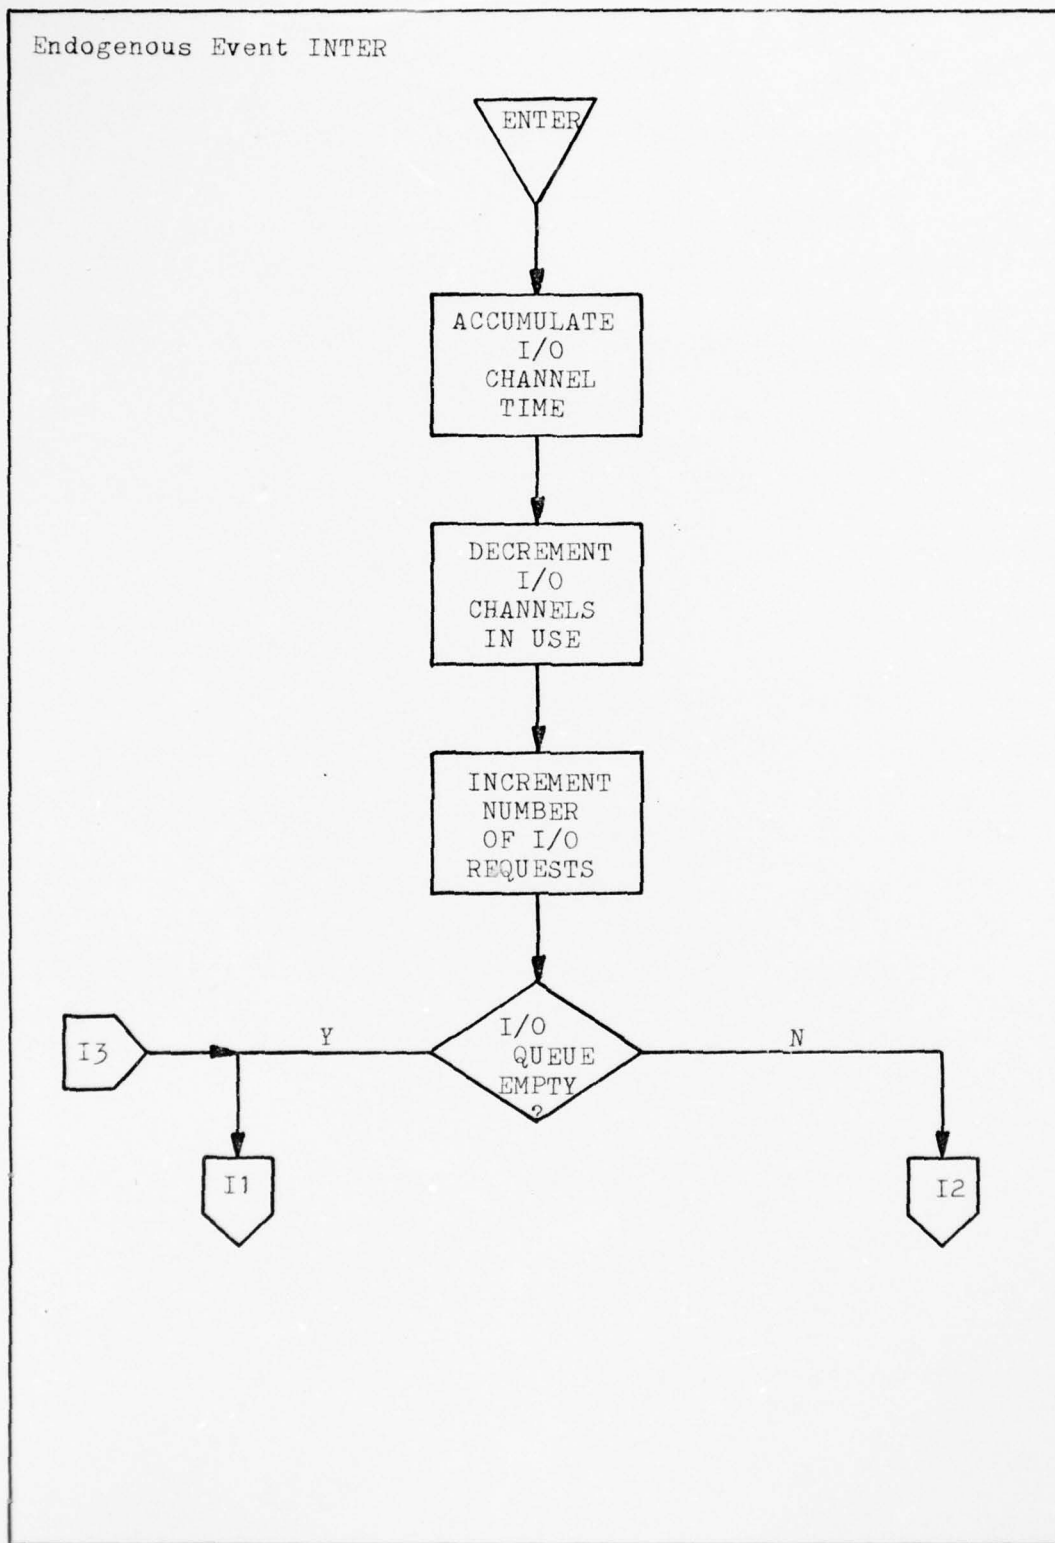 Endogenous Event INTER
ENTER
ACCUMULATE
I/O
CHANNEL
TIME
DECREMENT
I/O
CHANNELS
IN USE
INCREMENT
NUMBER
OF I/O
REQUESTS
I/O
QUEUE
EMPTY
?
Y
N
I3
I1
I2